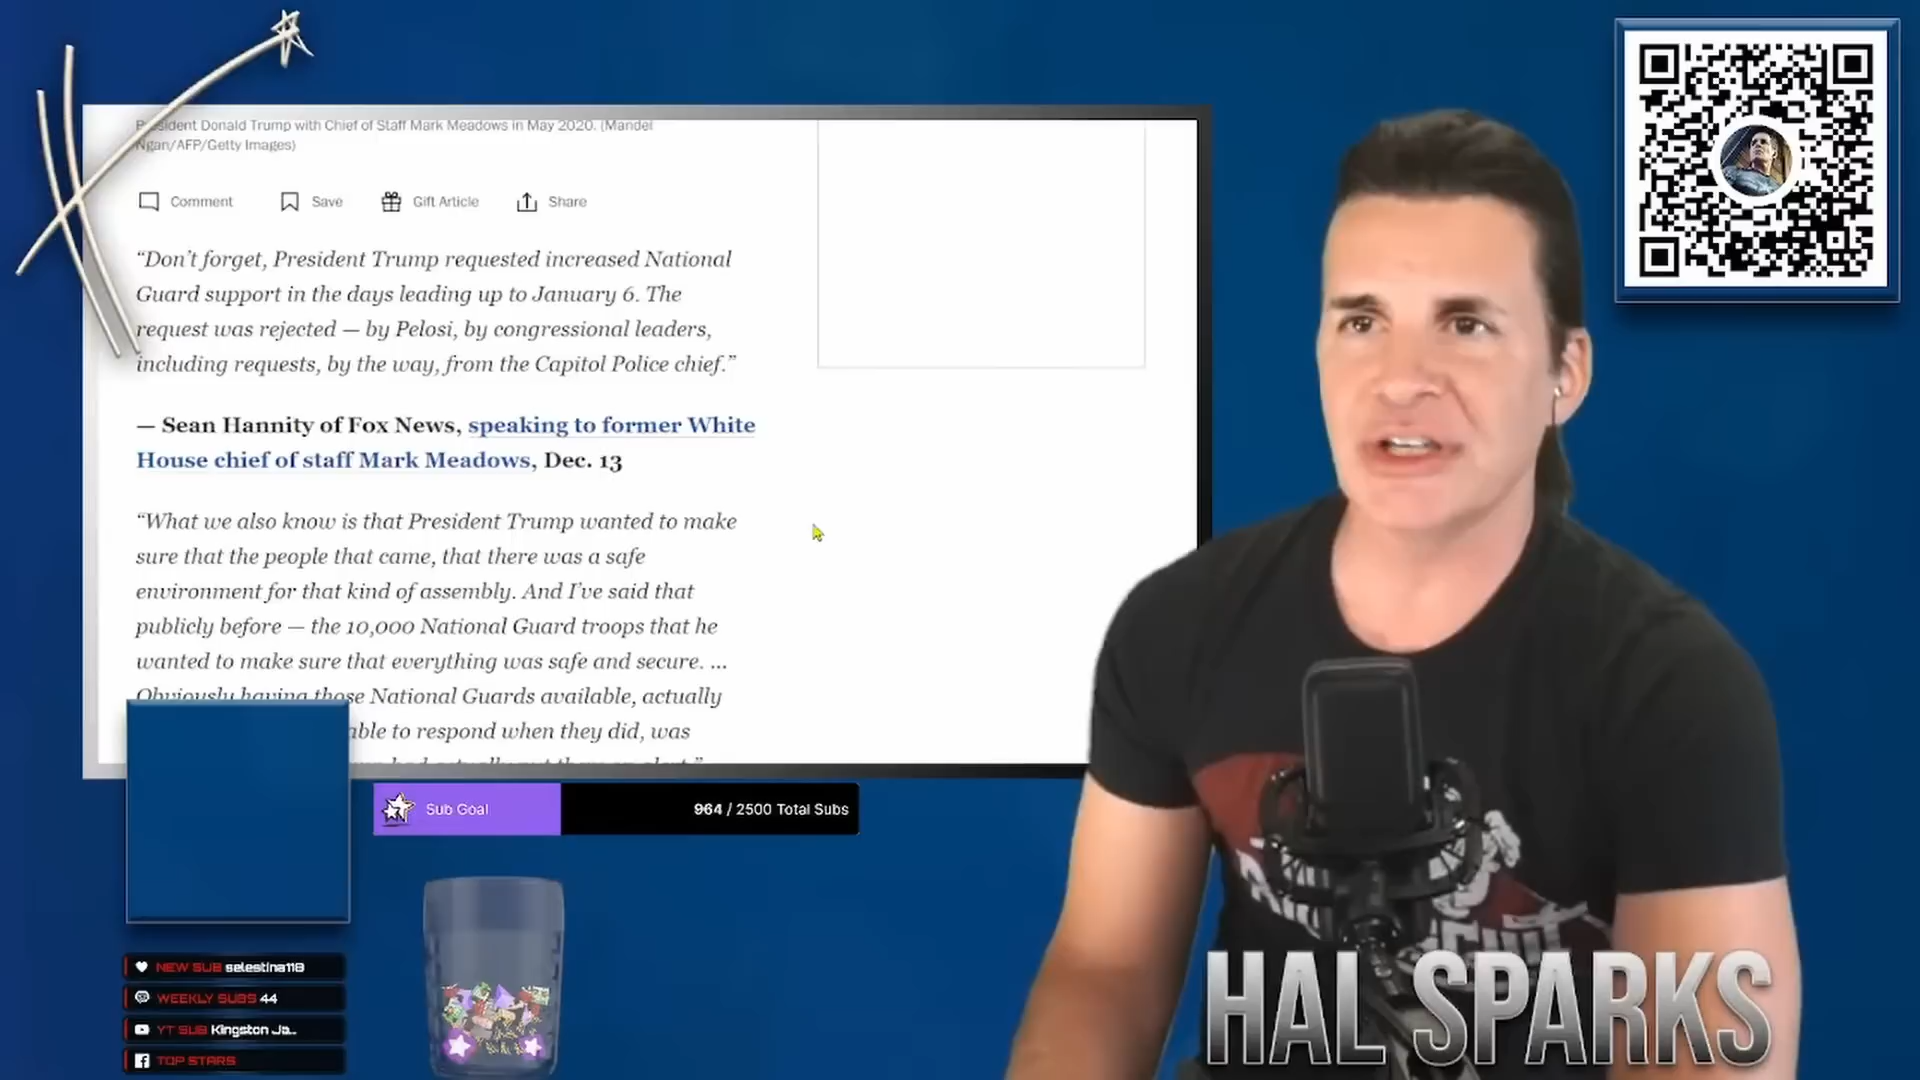 President Donald Trump with Chief of Staff Mark Meadows in May 2020. (Mandel
Ngan/AFP/Getty Images)
Comment
Save
Gift Article
Share
“Don’t forget, President Trump requested increased National
Guard support in the days leading up to January 6. The
request was rejected — by Pelosi, by congressional leaders,
including requests, by the way, from the Capitol Police chief.”
— Sean Hannity of Fox News, speaking to former White
House chief of staff Mark Meadows, Dec. 13
“What we also know is that President Trump wanted to make
sure that the people that came, that there was a safe
environment for that kind of assembly. And I’ve said that
publicly before — the 10,000 National Guard troops that he
wanted to make sure that everything was safe and secure. ...
Obviously having those National Guards available, actually
able to respond when they did, was
Sub Goal
964 / 2500 Total Subs
NEW SUB selestina118
WEEKLY SUBS 44
YT SUB Kingston Ja...
TOP STARS
HAL SPARKS